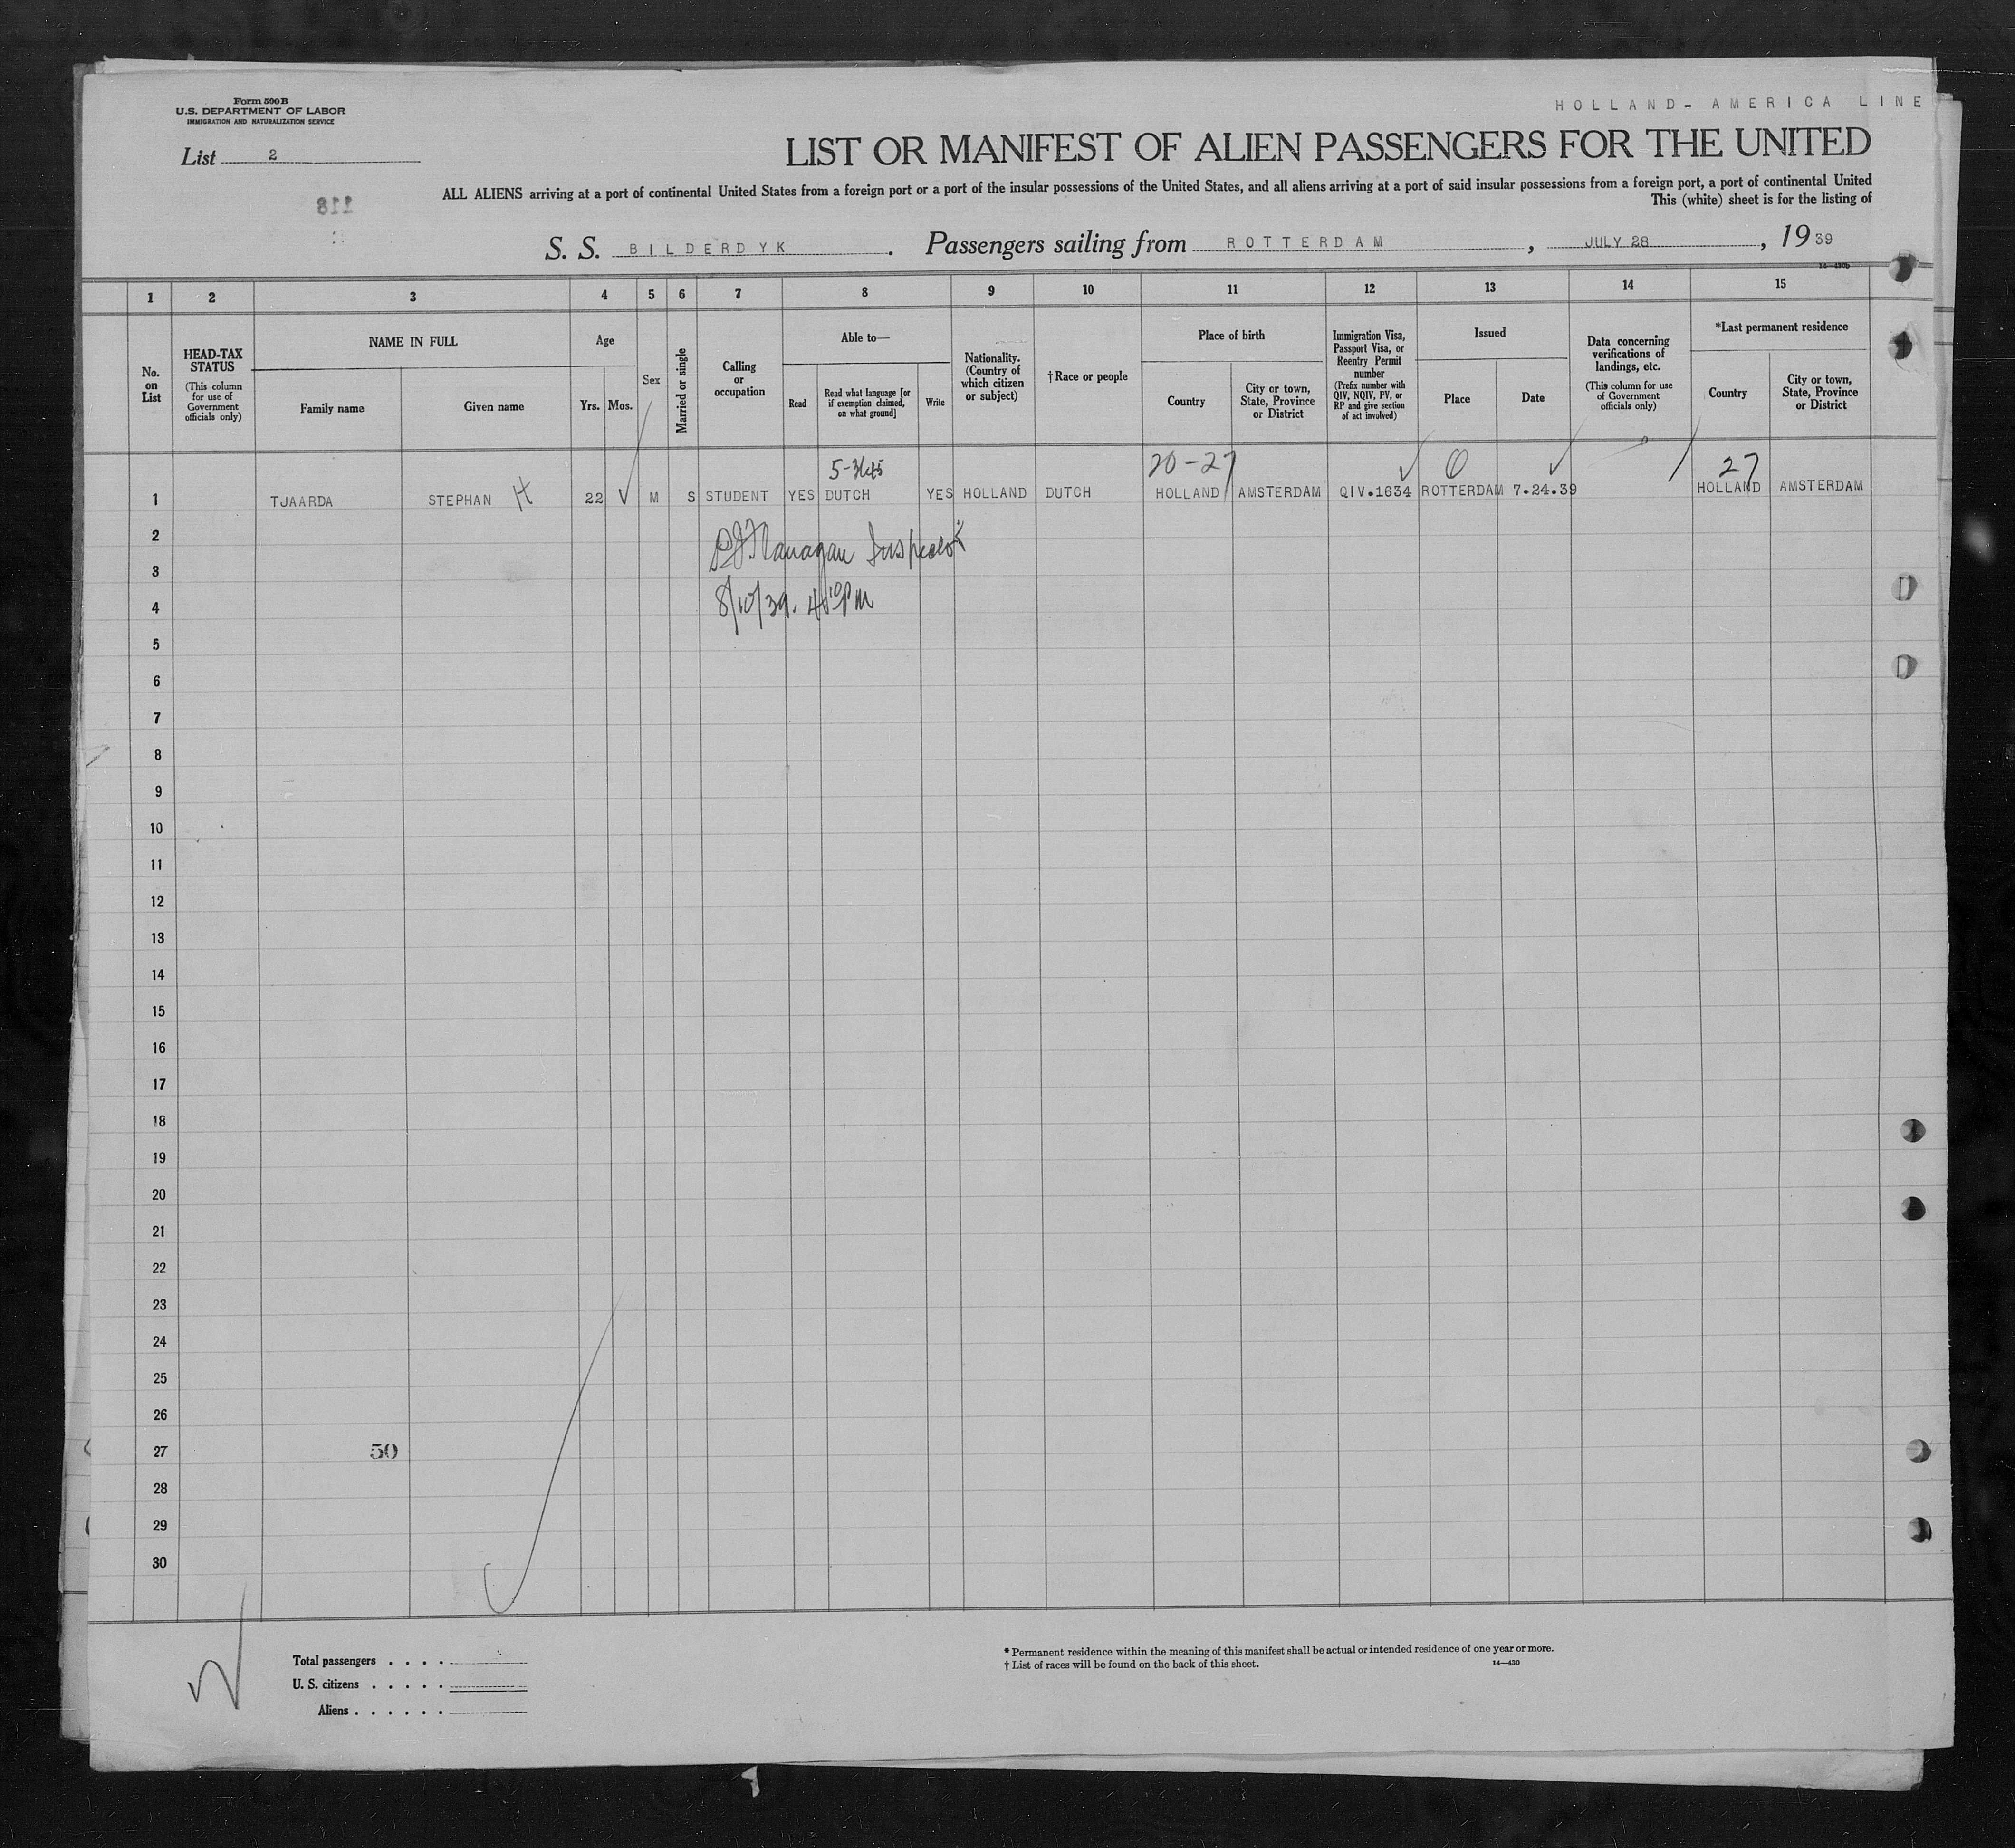 Form 500B
U.S. DEPARTMENT OF LABOR
IMMIGRATION AND NATURALIZATION SERVICE
HOLLAND-AMERICA LINE
List 2
LIST OR MANIFEST OF ALIEN PASSENGERS FOR THE UNITED
ALL ALIENS arriving at a port of continental United States from a foreign port or a port of the insular possessions of the United States, and all aliens arriving at a port of said insular possessions from a foreign port, a port of continental United
This (white) sheet is for the listing of
118
S. S. BILDERDYK. Passengers sailing from ROTTERDAM, JULY 28, 1939
1 2 3 4 5 6 7 8 9 10 11 12 13 14 15
No. on List
HEAD-TAX STATUS
(This column for use of Government officials only)
NAME IN FULL
Family name
Given name
Age
Yrs.
Mos.
Sex
Married or single
Calling or occupation
Able to—
Read
Read what language [or if exemption claimed, on what ground]
Write
Nationality. (Country of which citizen or subject)
† Race or people
Place of birth
Country
City or town, State, Province or District
Immigration Visa, Passport Visa, or Reentry Permit number
(Prefix number with QIV, NQIV, PV, or RP and give section of act involved)
Issued
Place
Date
Data concerning verifications of landings, etc.
(This column for use of Government officials only)
*Last permanent residence
Country
City or town, State, Province or District
20-27
27
1 TJAARDA STEPHAN H 22 M S STUDENT YES DUTCH YES HOLLAND DUTCH HOLLAND AMSTERDAM QIV.1634 ROTTERDAM 7.24.39 HOLLAND AMSTERDAM
2
Flanagan Inspector
3
4
8/10/39. 4 10 PM
5
6
7
8
9
10
11
12
13
14
15
16
17
18
19
20
21
22
23
24
25
26
27 50
28
29
30
Total passengers . . . .
U. S. citizens . . . . .
Aliens . . . . . .
* Permanent residence within the meaning of this manifest shall be actual or intended residence of one year or more.
† List of races will be found on the back of this sheet.
14—430